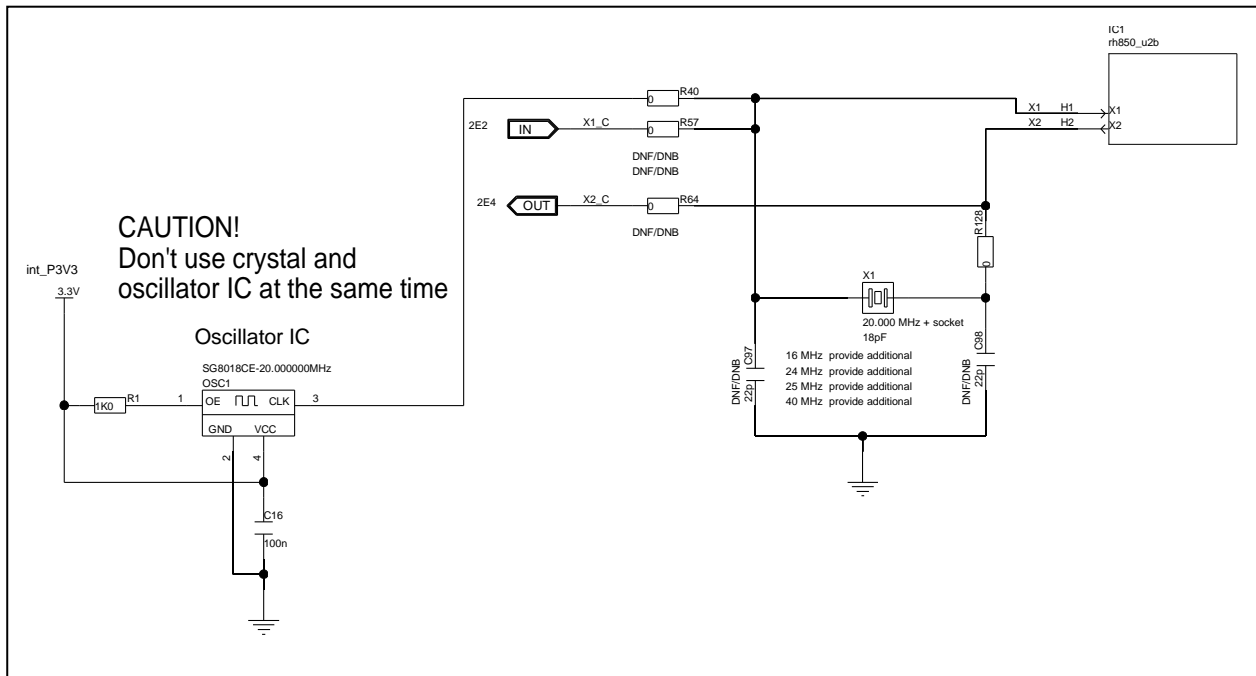 IC1
rh850_u2b
0
R40
X1
H1
X1
2E2
IN
X1_C
0
R57
X2
H2
X2
DNF/DNB
DNF/DNB
2E4
OUT
X2_C
0
R64
DNF/DNB
R128
0
CAUTION!
Don't use crystal and
oscillator IC at the same time
int_P3V3
3.3V
X1
20.000 MHz + socket
18pF
Oscillator IC
SG8018CE-20.000000MHz
OSC1
1K0
R1
1
OE
CLK
3
GND
VCC
2
4
C16
100n
DNF/DNB
22p
C97
16 MHz provide additional
24 MHz provide additional
25 MHz provide additional
40 MHz provide additional
DNF/DNB
22p
C98